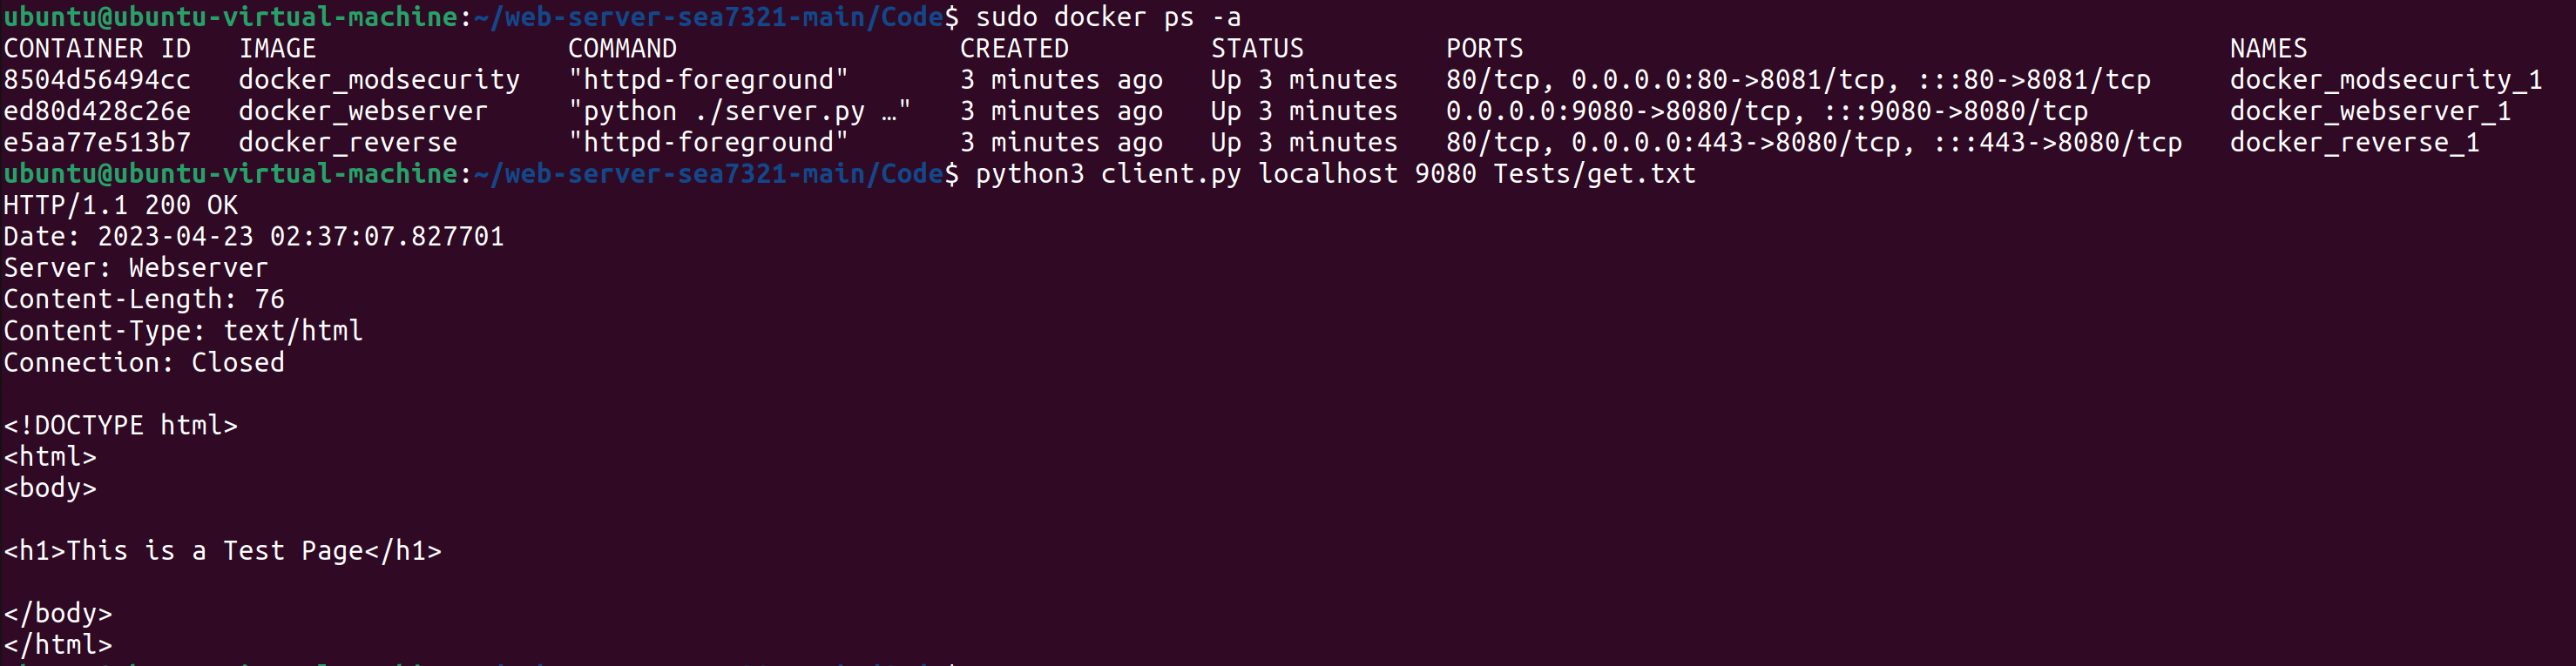 ubuntu@ubuntu-virtual-machine:~/web-server-sea7321-main/Code$ sudo docker ps -a
CONTAINER ID   IMAGE                COMMAND                  CREATED         STATUS         PORTS                                             NAMES
8504d56494cc   docker_modsecurity   "httpd-foreground"       3 minutes ago   Up 3 minutes   80/tcp, 0.0.0.0:80->8081/tcp, :::80->8081/tcp     docker_modsecurity_1
ed80d428c26e   docker_webserver     "python ./server.py …"   3 minutes ago   Up 3 minutes   0.0.0.0:9080->8080/tcp, :::9080->8080/tcp         docker_webserver_1
e5aa77e513b7   docker_reverse       "httpd-foreground"       3 minutes ago   Up 3 minutes   80/tcp, 0.0.0.0:443->8080/tcp, :::443->8080/tcp   docker_reverse_1
ubuntu@ubuntu-virtual-machine:~/web-server-sea7321-main/Code$ python3 client.py localhost 9080 Tests/get.txt
HTTP/1.1 200 OK
Date: 2023-04-23 02:37:07.827701
Server: Webserver
Content-Length: 76
Content-Type: text/html
Connection: Closed

<!DOCTYPE html>
<html>
<body>

<h1>This is a Test Page</h1>

</body>
</html>